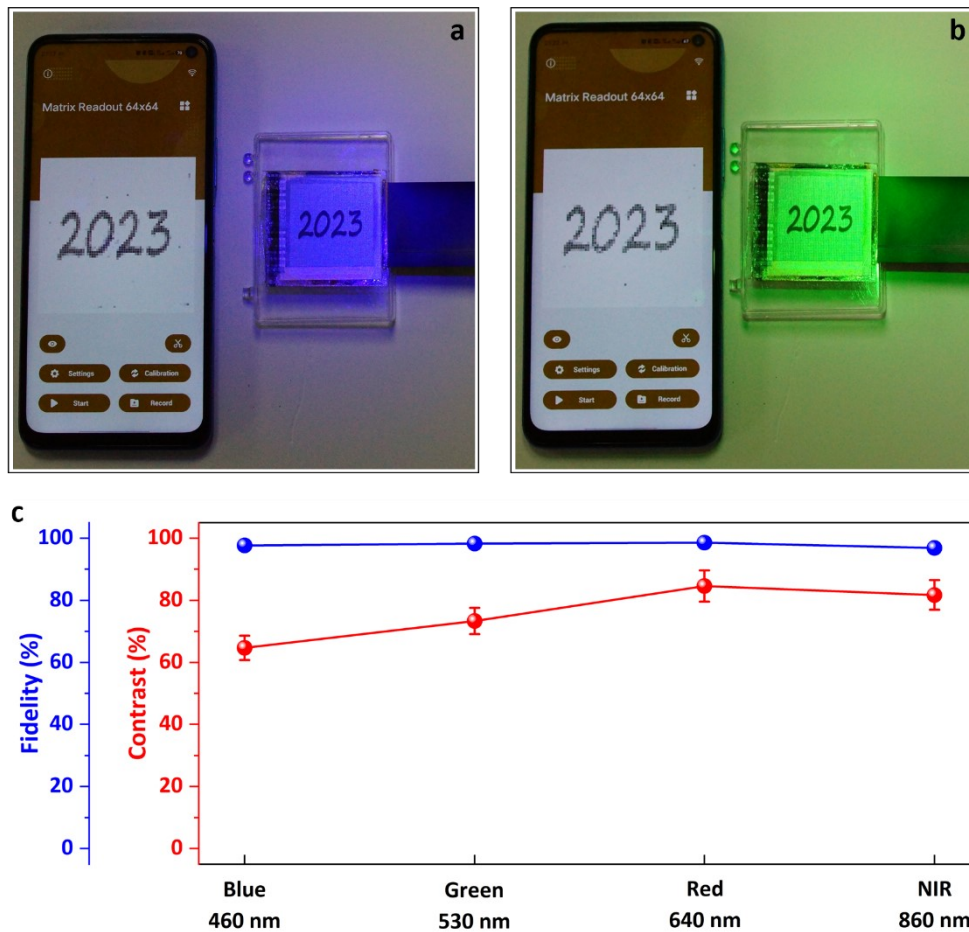 a
Matrix Readout 64x64
2023
2023
Settings
Calibration
Start
Record
b
Matrix Readout 64x64
2023
2023
Settings
Calibration
Start
Record
c
Fidelity (%)
100
80
60
40
20
0
Contrast (%)
100
80
60
40
20
0
Blue
460 nm
Green
530 nm
Red
640 nm
NIR
860 nm